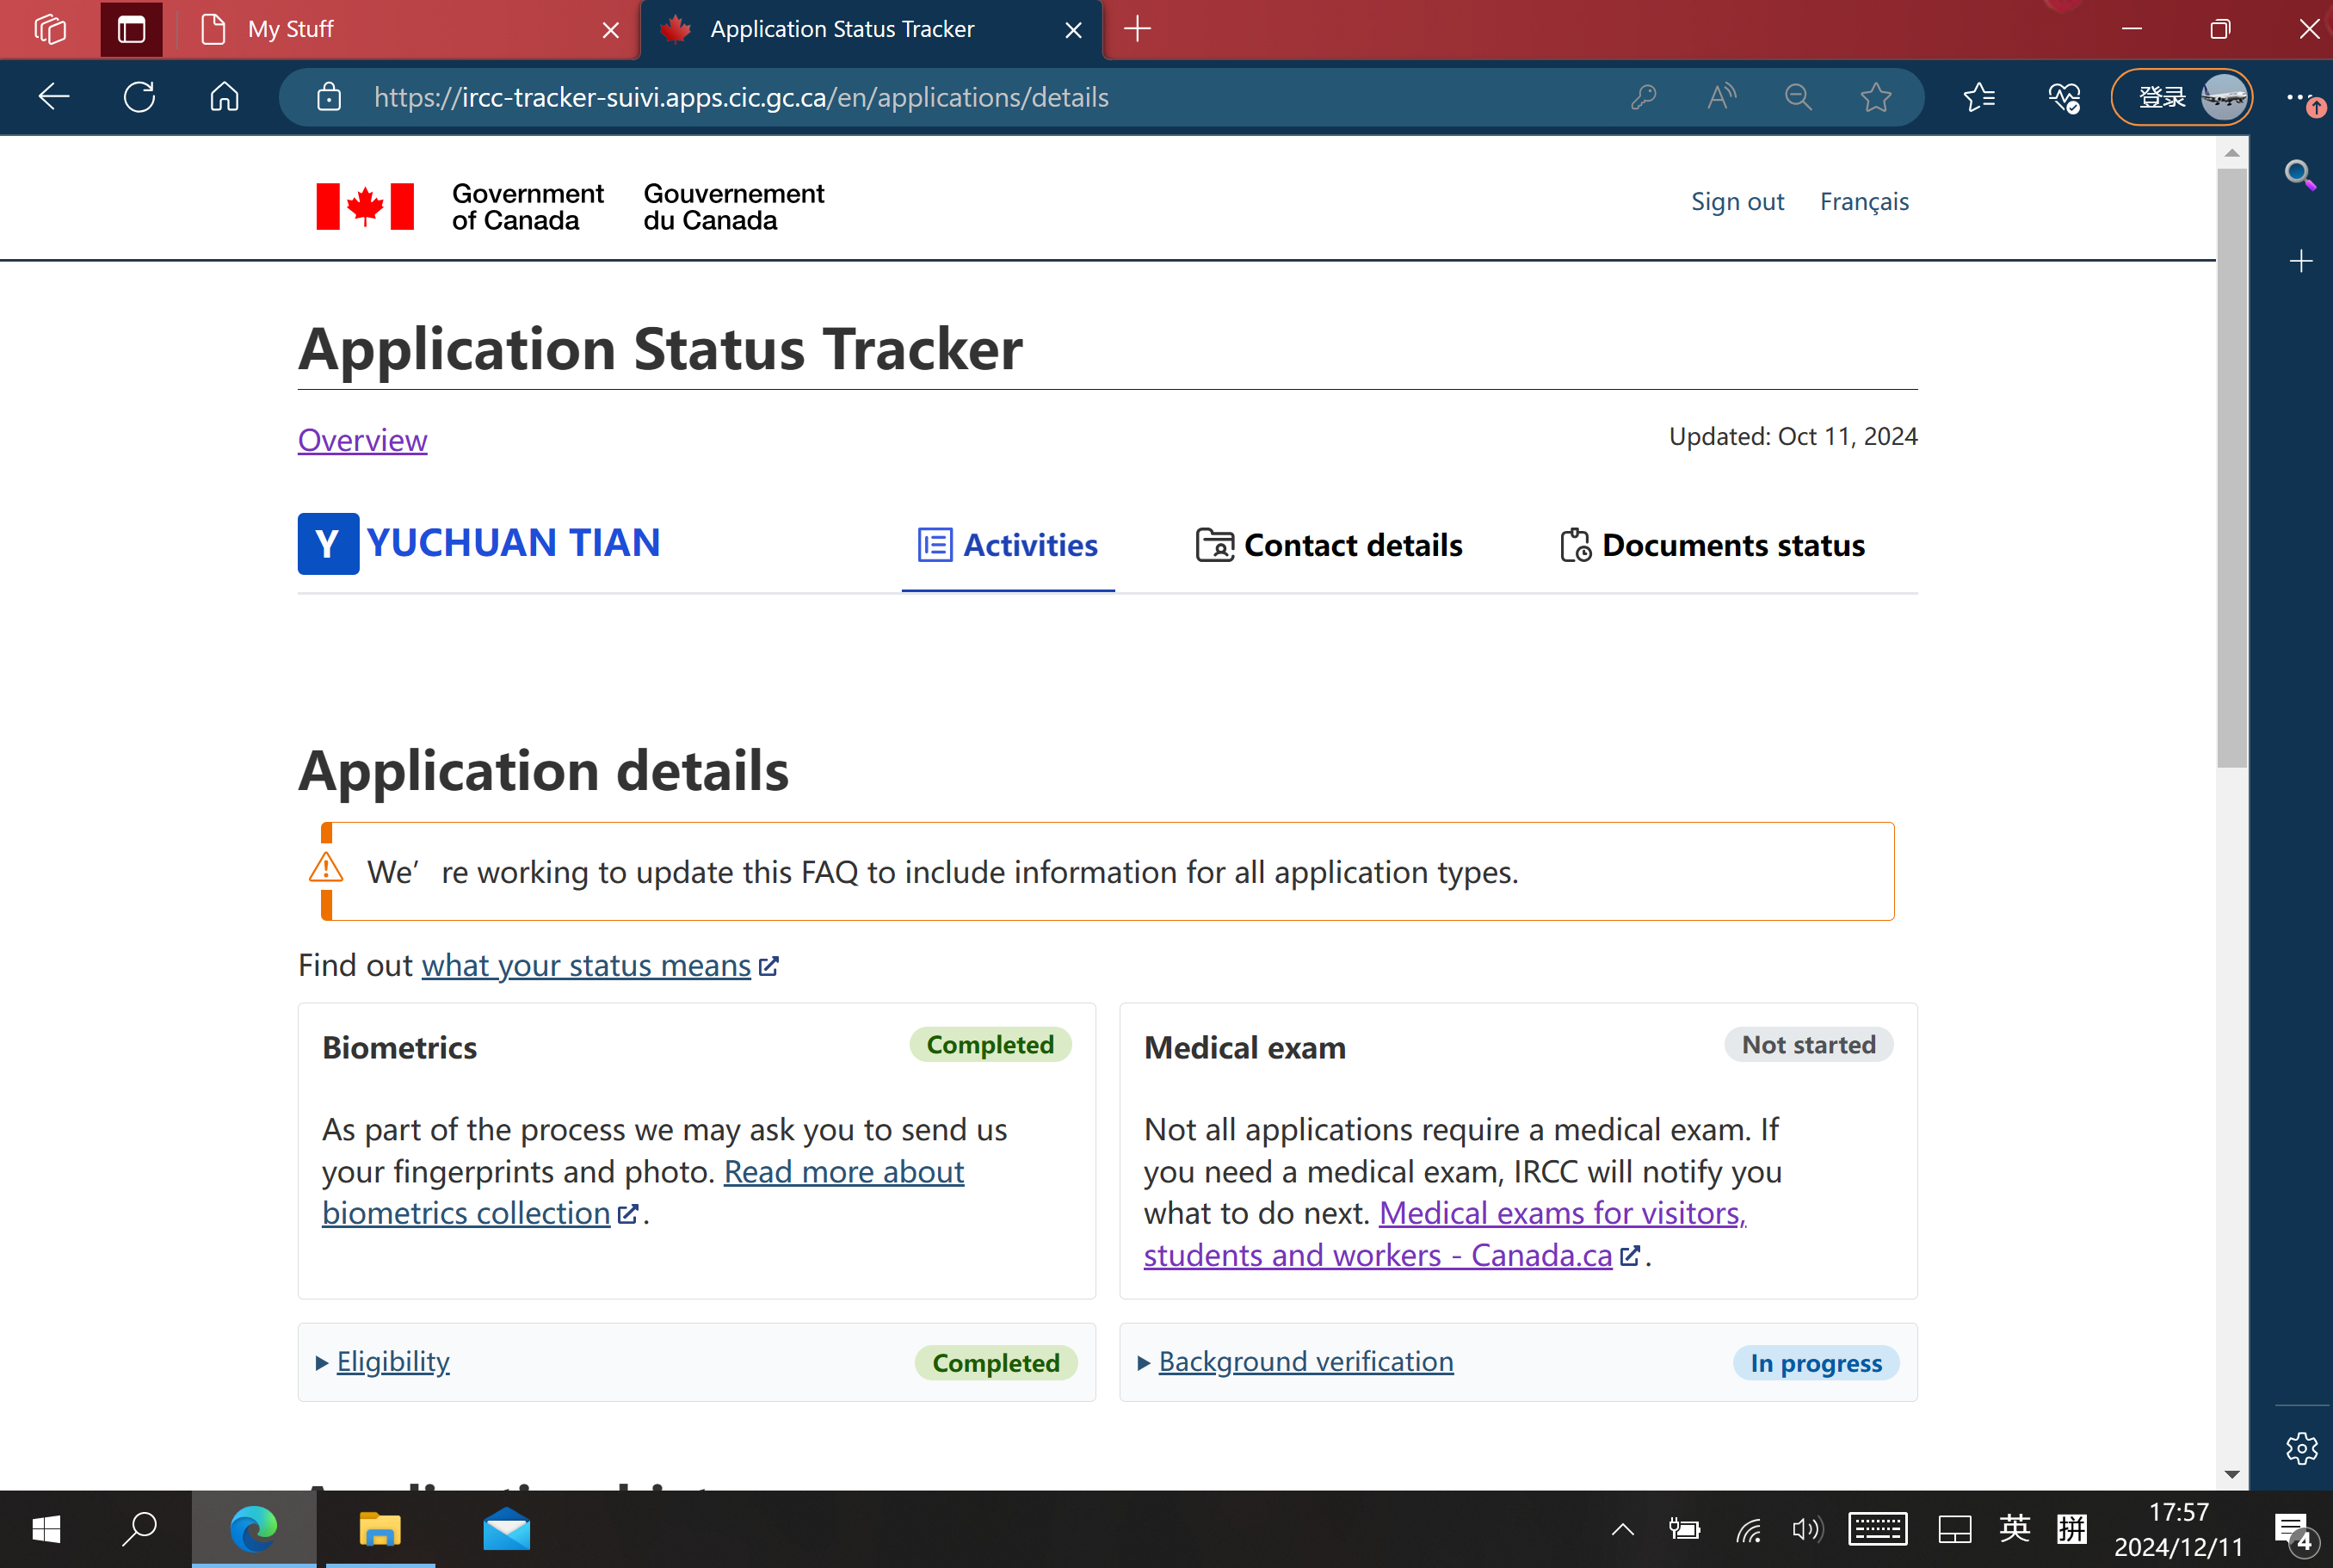 My Stuff
Application Status Tracker
https://ircc-tracker-suivi.apps.cic.gc.ca/en/applications/details
登录
Government of Canada
Gouvernement du Canada
Sign out
Français
Application Status Tracker
Overview
Updated: Oct 11, 2024
Y YUCHUAN TIAN
Activities
Contact details
Documents status
Application details
We’ re working to update this FAQ to include information for all application types.
Find out what your status means
Biometrics
Completed
As part of the process we may ask you to send us
your fingerprints and photo. Read more about
biometrics collection .
Medical exam
Not started
Not all applications require a medical exam. If
you need a medical exam, IRCC will notify you
what to do next. Medical exams for visitors,
students and workers - Canada.ca .
Eligibility
Completed
Background verification
In progress
英
拼
17:57
2024/12/11
4